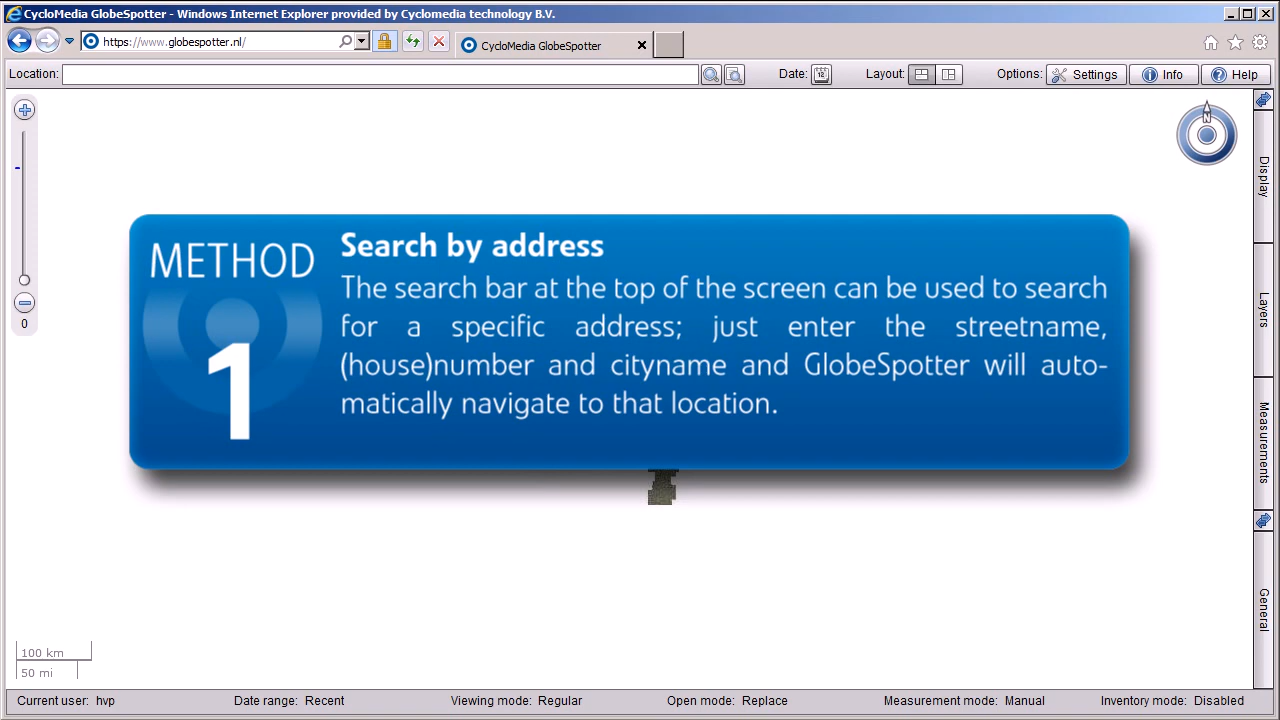 CycloMedia GlobeSpotter - Windows Internet Explorer provided by Cyclomedia technology B.V.
https://www.globespotter.nl/
CycloMedia GlobeSpotter
Location:
Date:
12
Layout:
Options:
Settings
Info
Help
N
Display
Layers
Measurements
General
0
METHOD
1
Search by address
The search bar at the top of the screen can be used to search
for a specific address; just enter the streetname,
(house)number and cityname and GlobeSpotter will auto-
matically navigate to that location.
100 km
50 mi
Current user: hvp
Date range: Recent
Viewing mode: Regular
Open mode: Replace
Measurement mode: Manual
Inventory mode: Disabled